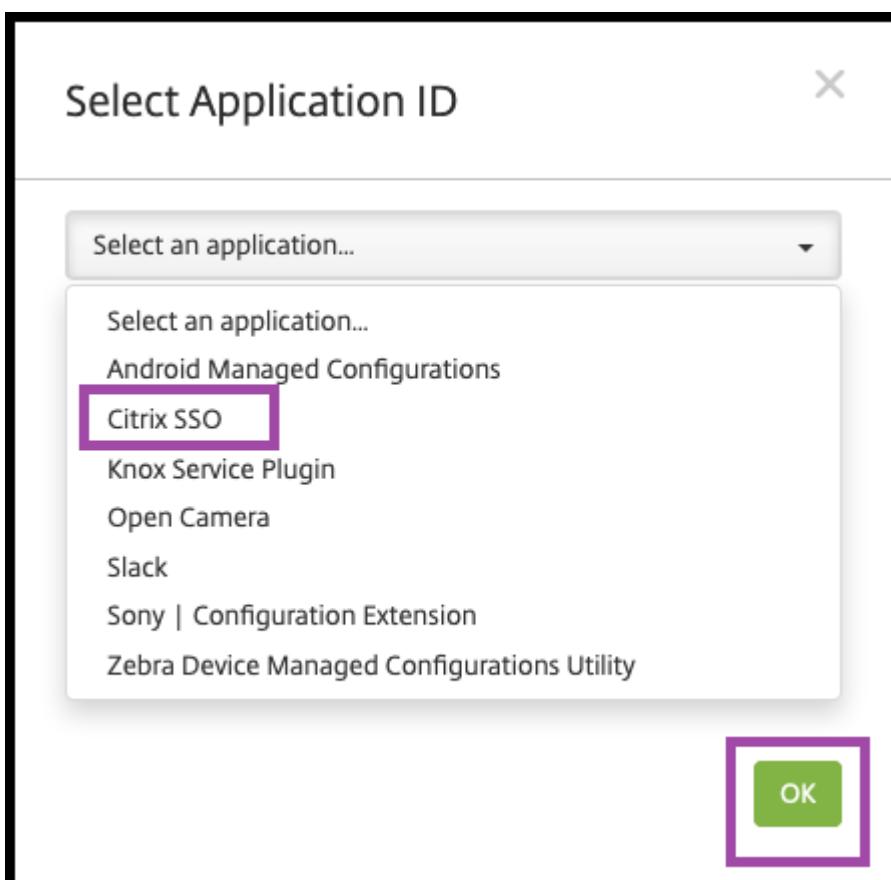 Select Application ID
Select an application...
Select an application...
Android Managed Configurations
Citrix SSO
Knox Service Plugin
Open Camera
Slack
Sony | Configuration Extension
Zebra Device Managed Configurations Utility
OK